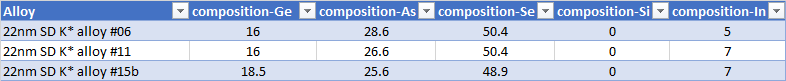 Alloy composition-Ge composition-As composition-Se composition-Si composition-In
22nm SD K* alloy #06 16 28.6 50.4 0 5
22nm SD K* alloy #11 16 26.6 50.4 0 7
22nm SD K* alloy #15b 18.5 25.6 48.9 0 7